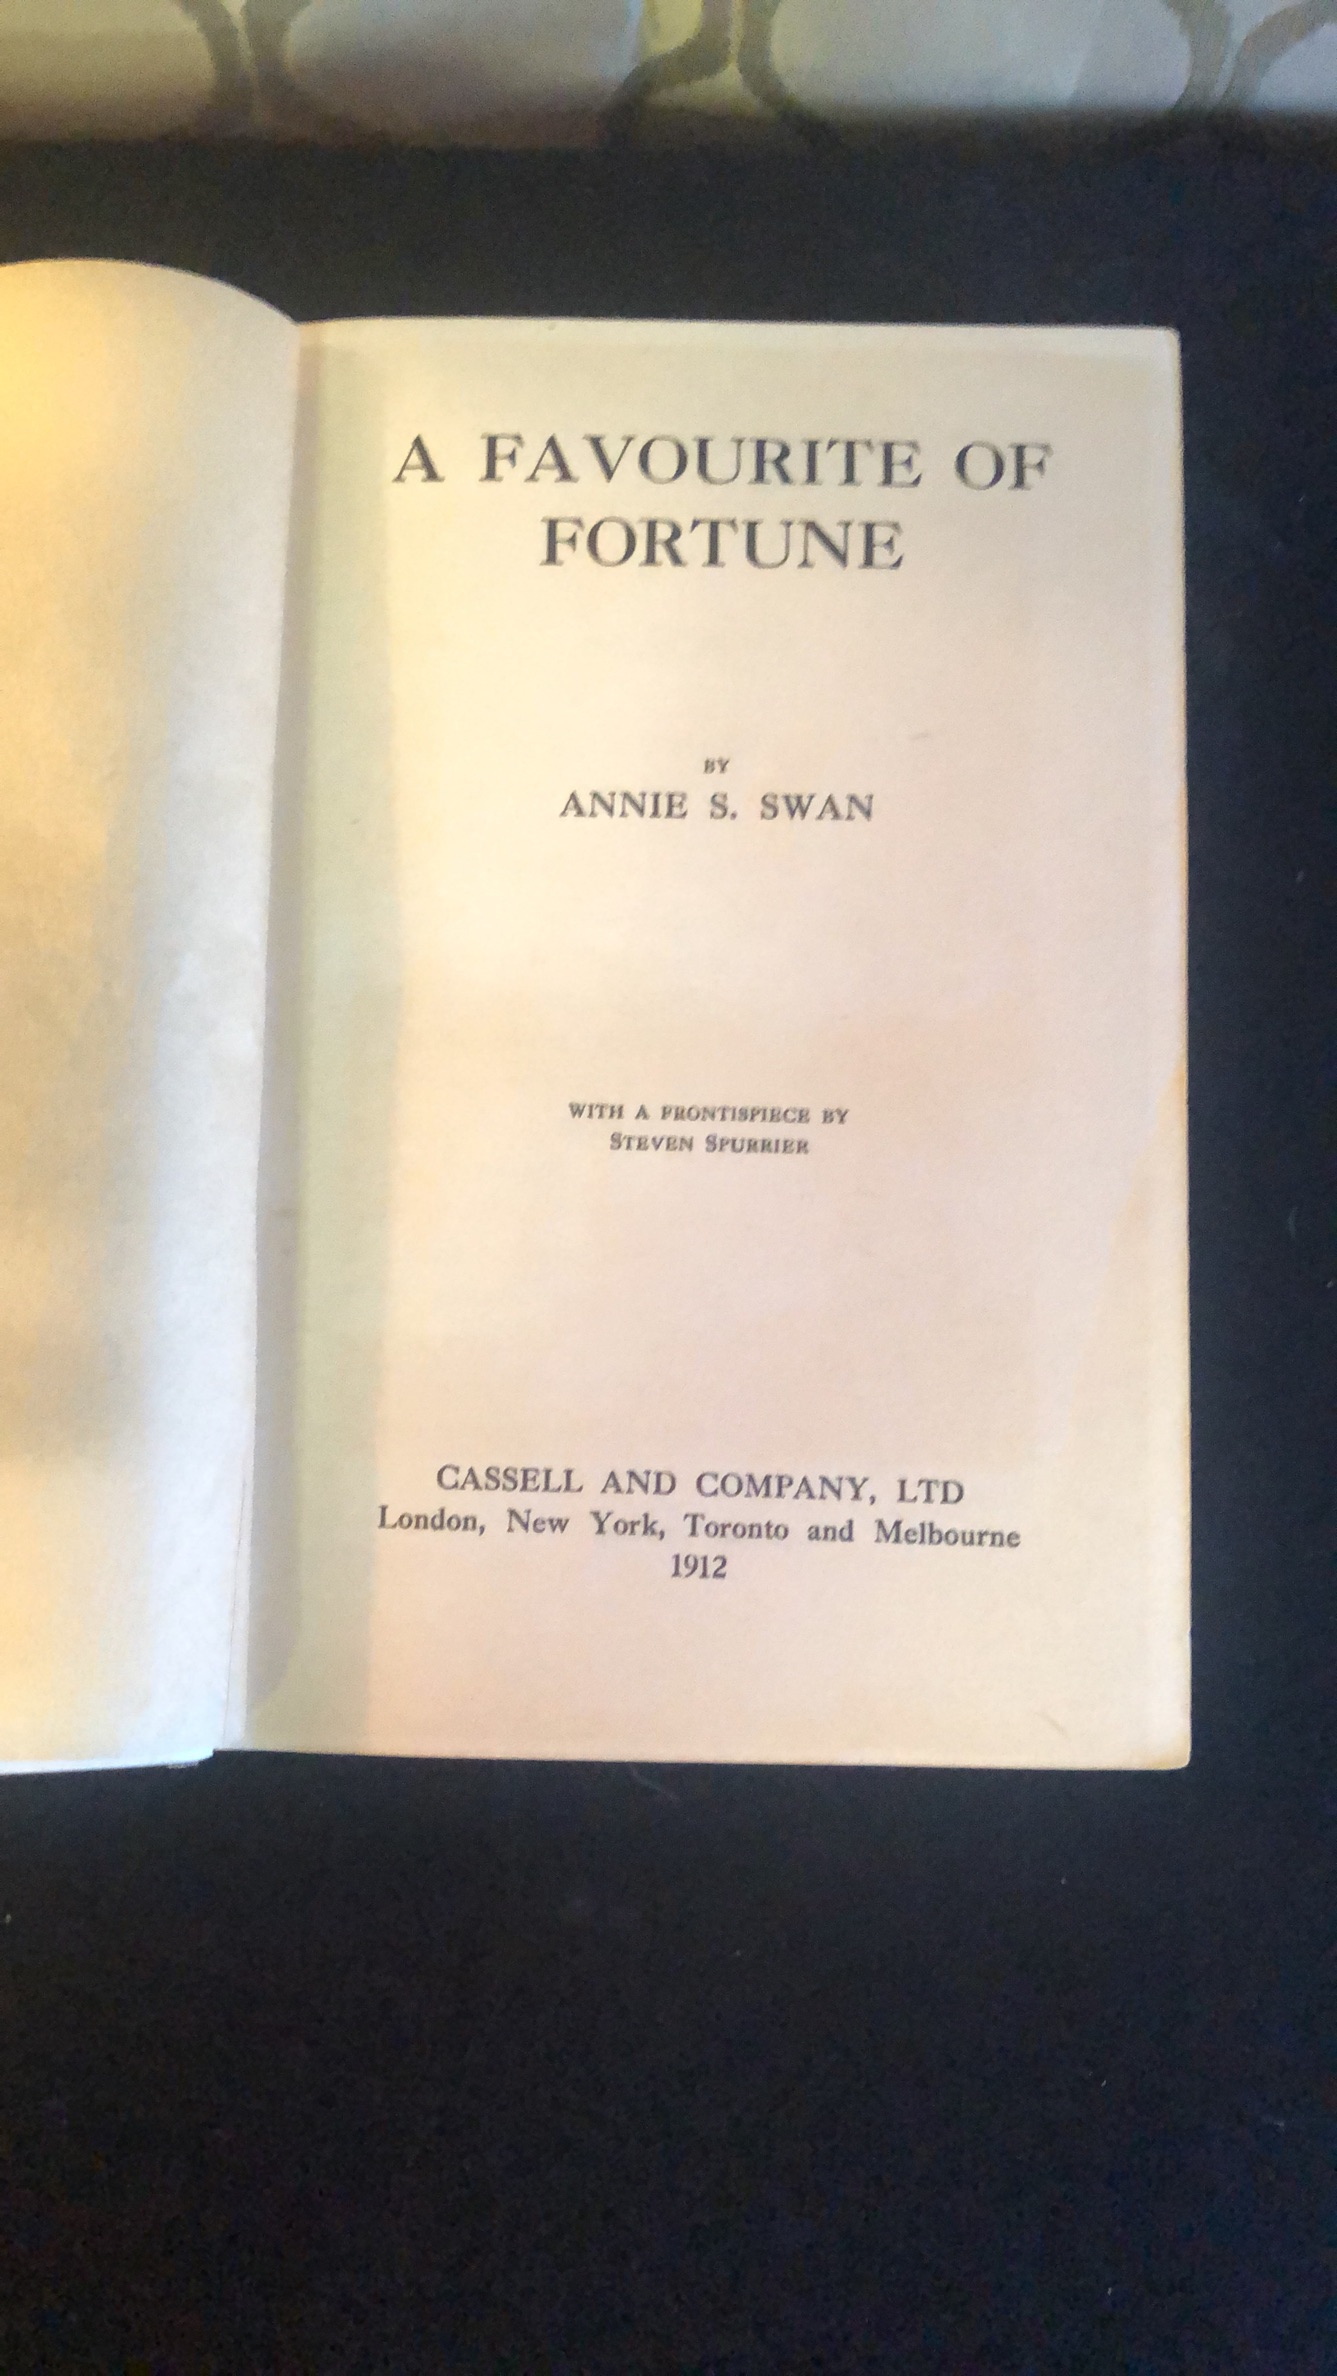 A FAVOURITE OF
FORTUNE
BY
ANNIE S. SWAN
WITH A FRONTISPIECE BY
STEVEN SPURRIER
CASSELL AND COMPANY, LTD
London, New York, Toronto and Melbourne
1912